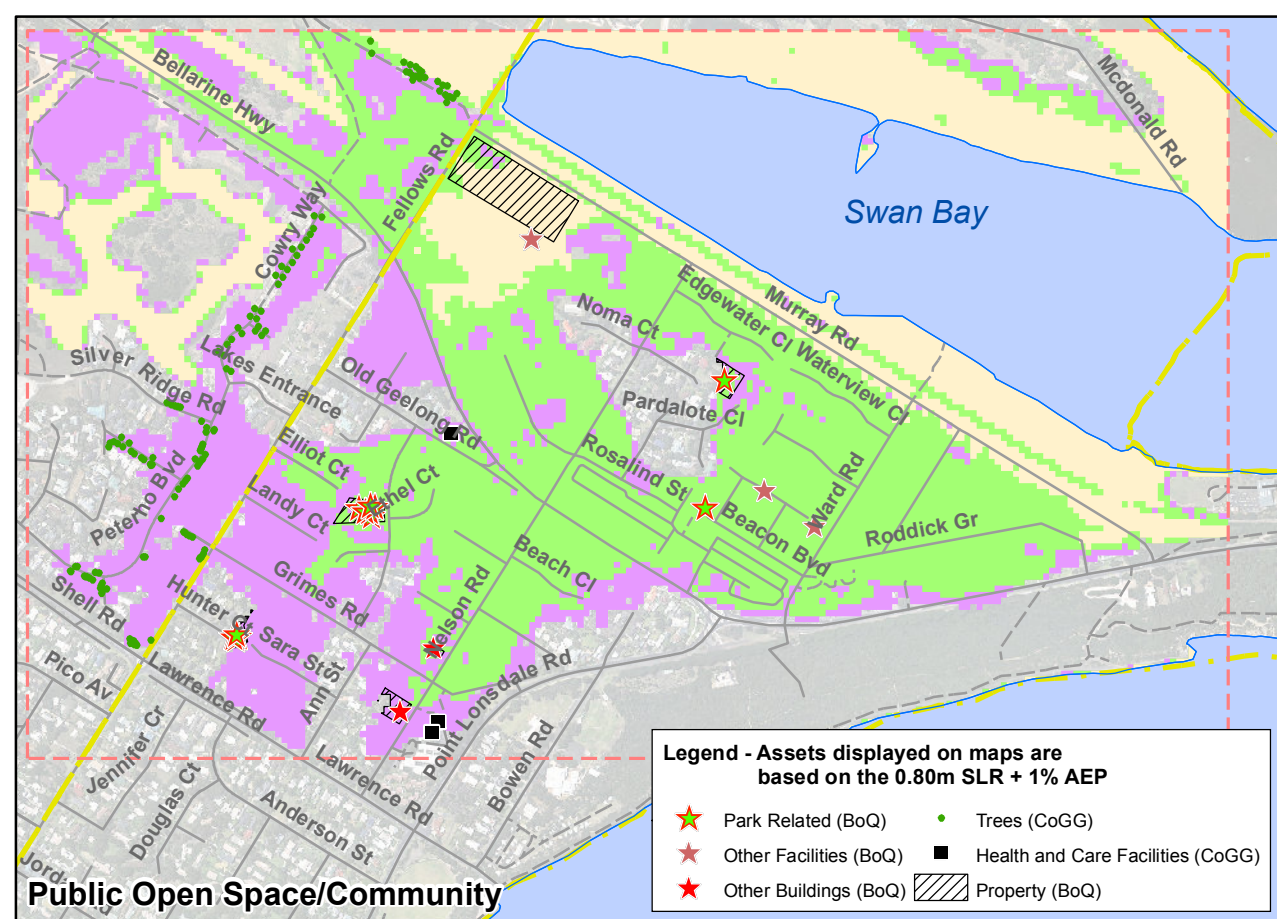 Bellarine Hwy
Mcdonald Rd
Fellows Rd
Swan Bay
Cowry Way
Edgewater Cl
Murray Rd
Noma Ct
Waterview Cl
Silver Ridge Rd
Lakes Entrance
Old Geelong Rd
Pardalote Cl
Elliot Ct
Rosalind St
Ward Rd
Landy Ct
Peterho Bvd
Beacon Bvd
Roddick Gr
Beach Cl
Grimes Rd
Shell Rd
Hunter Ct
Sara St
Nelson Rd
Pico Av
Lawrence Rd
Ann St
Point Lonsdale Rd
Jennifer Cr
Bowen Rd
Lawrence Rd
Douglas Ct
Anderson St
Public Open Space/Community
Legend - Assets displayed on maps are
based on the 0.80m SLR + 1% AEP
Park Related (BoQ)
Trees (CoGG)
Other Facilities (BoQ)
Health and Care Facilities (CoGG)
Other Buildings (BoQ)
Property (BoQ)